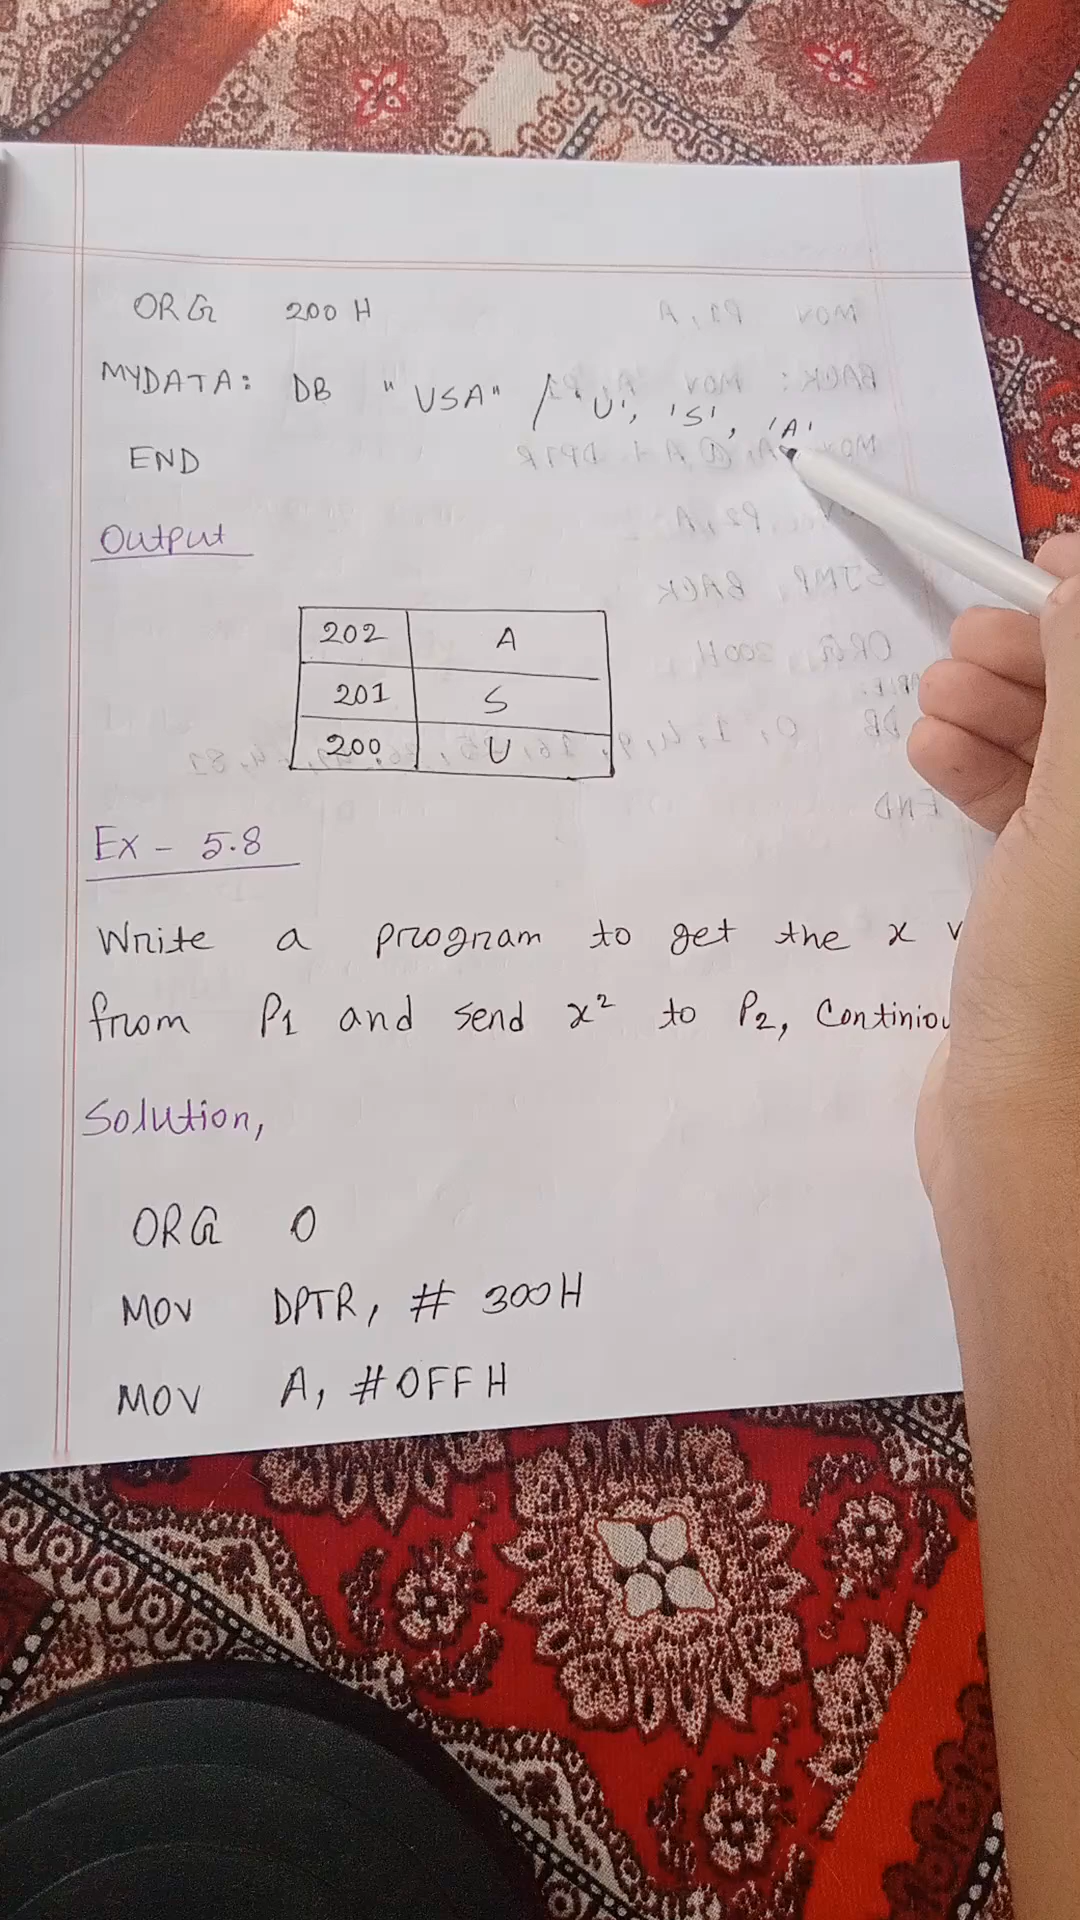 ORG 200 H
MYDATA: DB "USA" / 'U', 'S', 'A'
END
Output
202 A
201 S
200 U
Ex - 5.8
Write a program to get the x
from P1 and send x² to P2, Continiou
Solution,
ORG 0
MOV DPTR, # 300H
MOV A, #0FFH